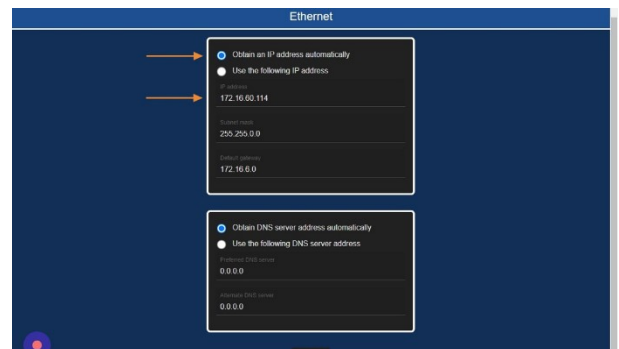 Ethernet
Obtain an IP address automatically
Use the following IP address
IP address
172.16.60.114
Subnet mask
255.255.0.0
Default gateway
172.16.6.0
Obtain DNS server address automatically
Use the following DNS server address
Preferred DNS server
0.0.0.0
Alternate DNS server
0.0.0.0